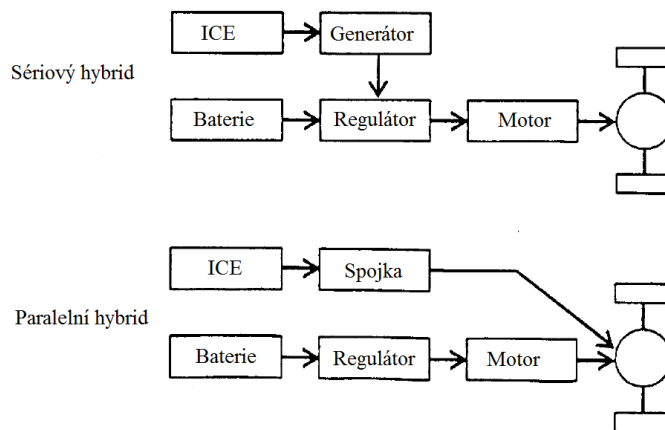 ICE
Generátor
Sériový hybrid
Baterie
Regulátor
Motor
ICE
Spojka
Paralelní hybrid
Baterie
Regulátor
Motor